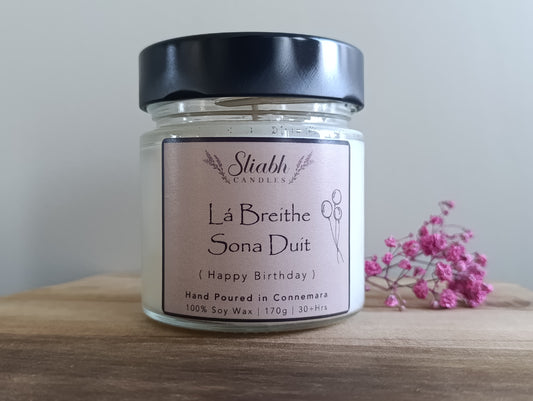 Sliabh
CANDLES
Lá Breithe
Sona Duit
( Happy Birthday )
Hand Poured in Connemara
100% Soy Wax | 170g | 30+Hrs